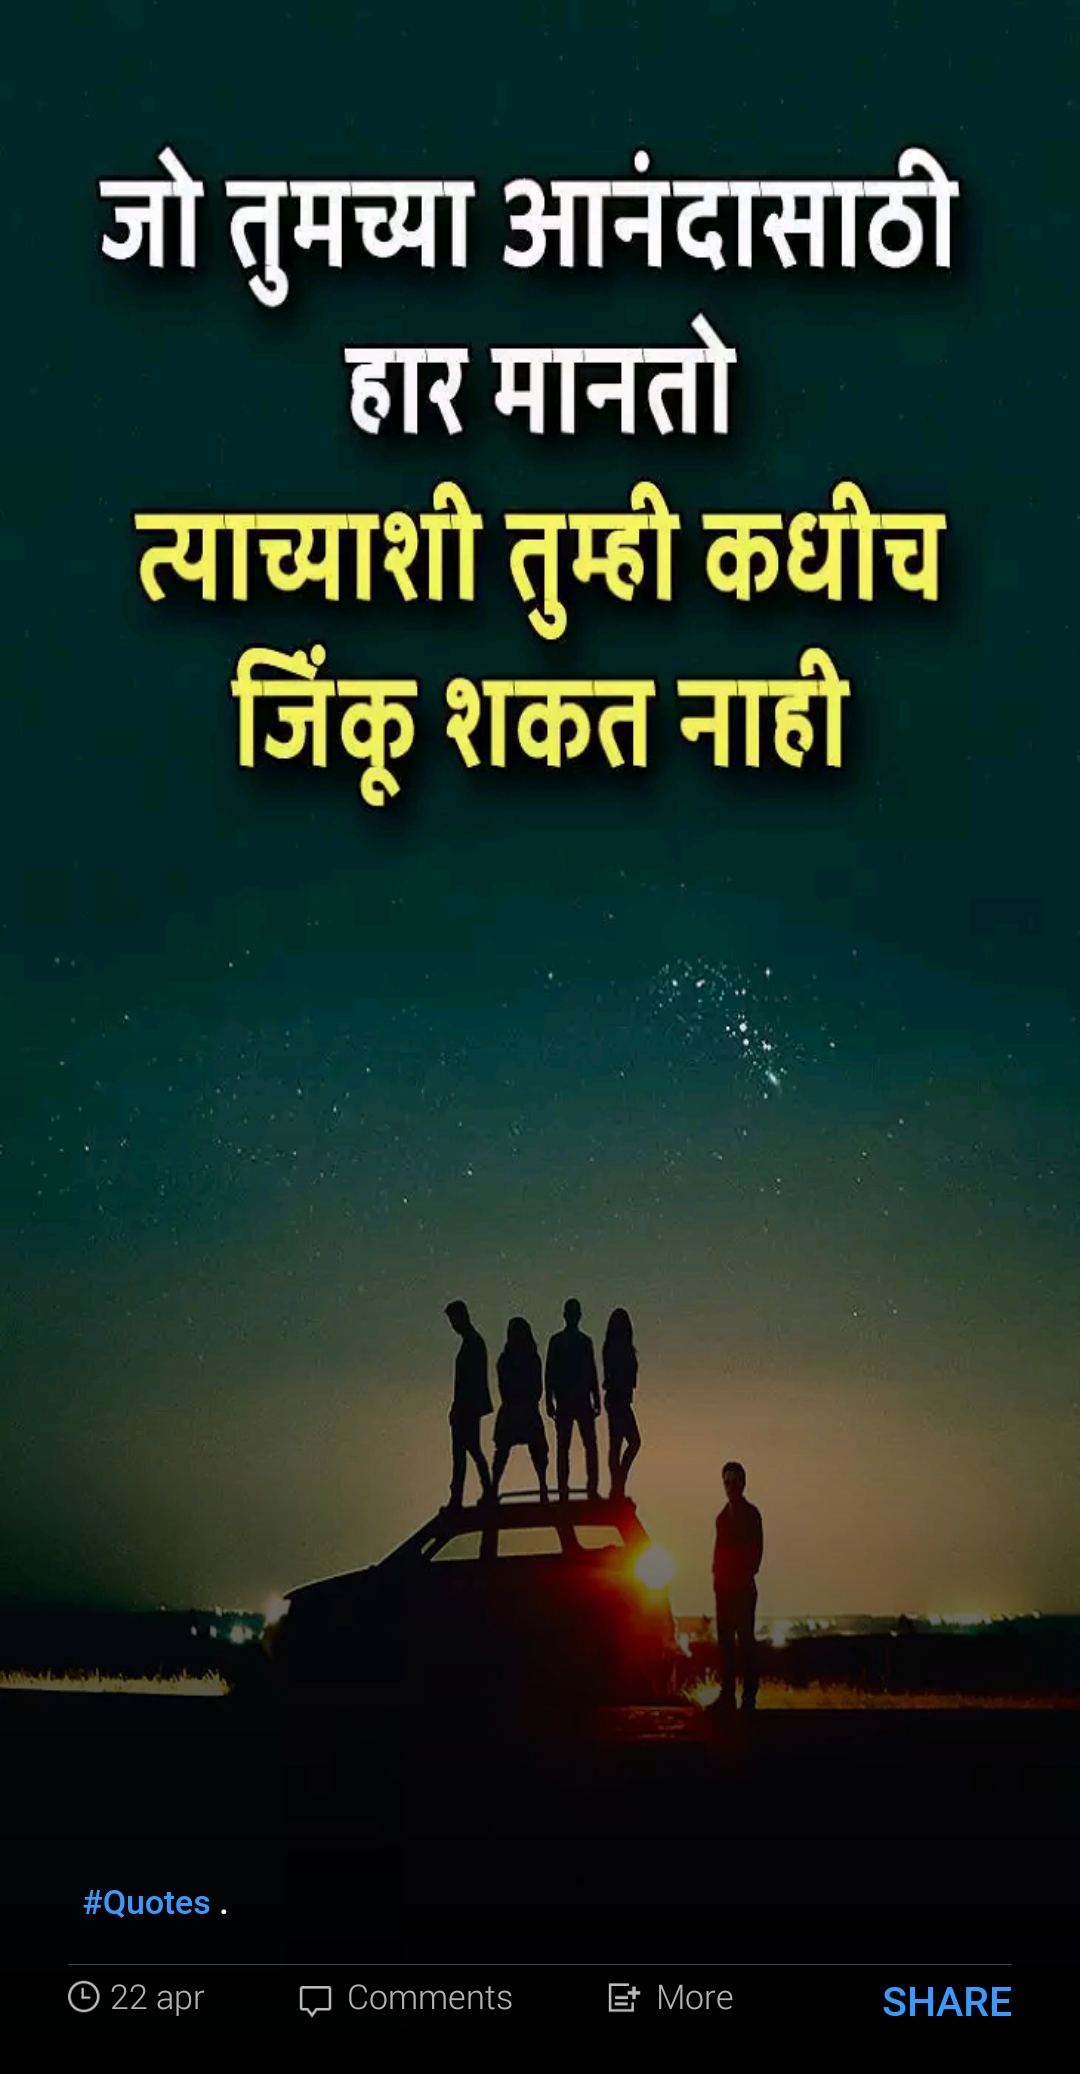 जो तुमच्या आनंदासाठी
हार मानतो
त्याच्याशी तुम्ही कधीच
जिंकू शकत नाही
#Quotes .
22 apr Comments More SHARE